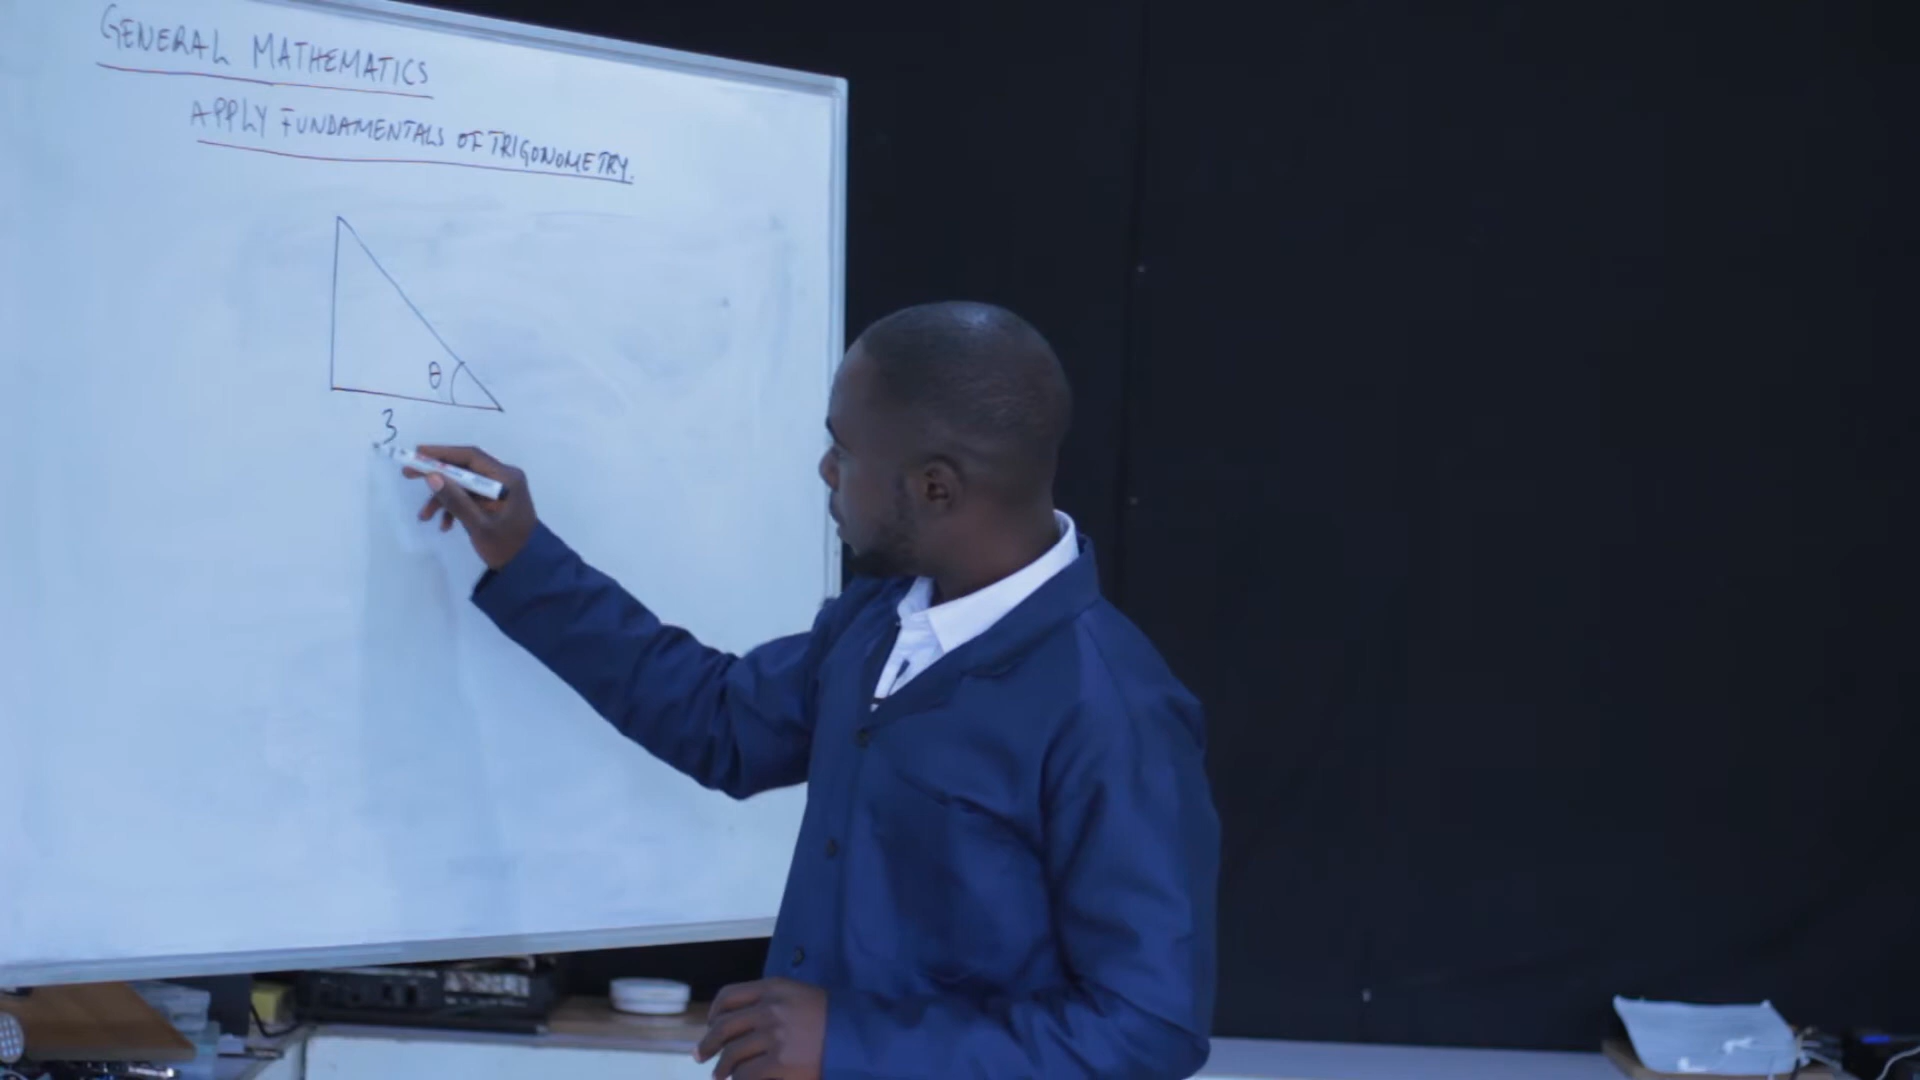 GENERAL MATHEMATICS
APPLY FUNDAMENTALS OF TRIGONOMETRY.
θ
3